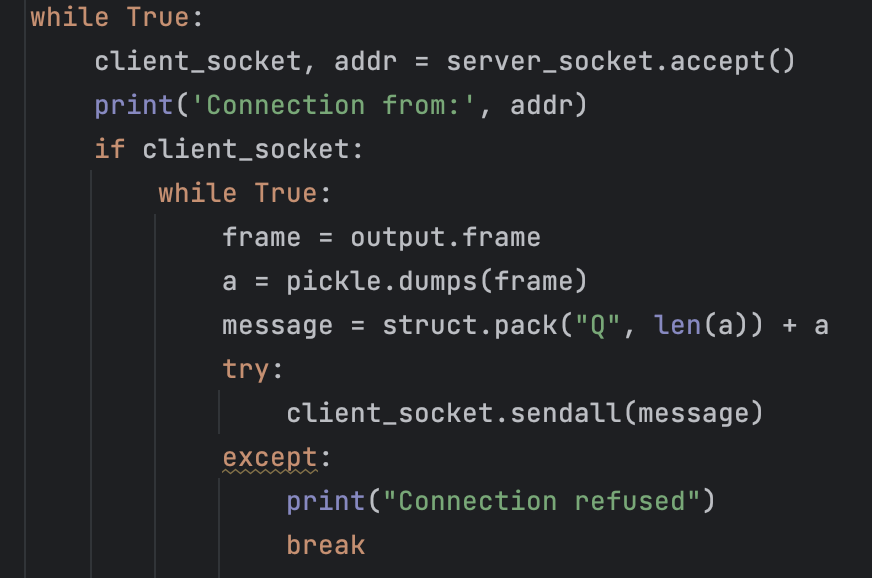 while True:
    client_socket, addr = server_socket.accept()
    print('Connection from:', addr)
    if client_socket:
        while True:
            frame = output.frame
            a = pickle.dumps(frame)
            message = struct.pack("Q", len(a)) + a
            try:
                client_socket.sendall(message)
            except:
                print("Connection refused")
                break